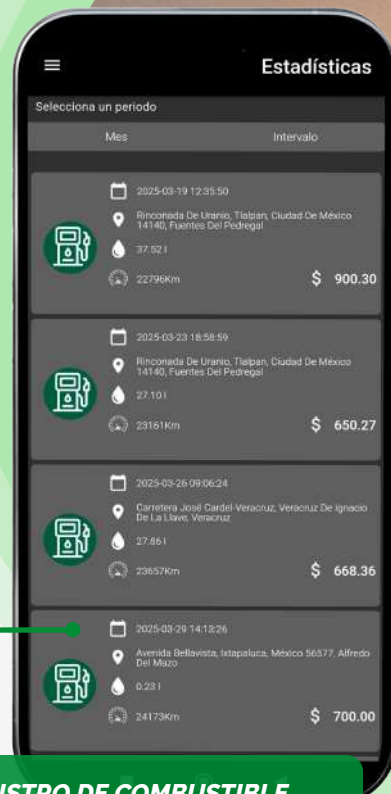 Estadísticas
Selecciona un periodo
Mes Intervalo
2025-03-19 12:35:50
Rinconada De Uranio, Tlalpan, Ciudad De México
14140, Fuentes Del Pedregal
37.52 l
22796Km $ 900.30
2025-03-23 18:58:59
Rinconada De Uranio, Tlalpan, Ciudad De México
14140, Fuentes Del Pedregal
27.10 l
23161Km $ 650.27
2025-03-26 09:06:24
Carretera José Cardel-Veracruz, Veracruz De Ignacio
De La Llave, Veracruz
27.86 l
23657Km $ 668.36
2025-03-29 14:13:26
Avenida Bellavista, Ixtapaluca, México 56577, Alfredo
Del Mazo
0.23 l
24173Km $ 700.00
ISTRO DE COMBUSTIBLE